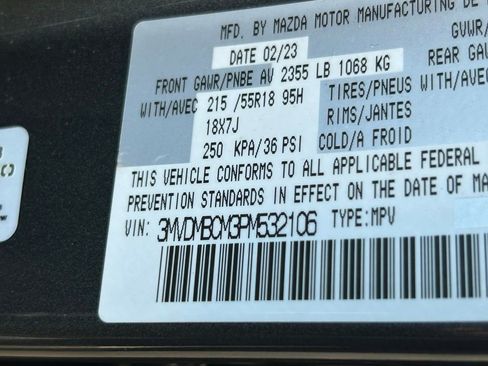 MFD. BY MAZDA MOTOR MANUFACTURING DE
DATE 02/23
GVWR/
FRONT GAWR/PNBE AV 2355 LB 1068 KG
REAR GAW
WITH/AVEC 215 /55R18 95H TIRES/PNEUS WITH/A
18X7J RIMS/JANTES
250 KPA/36 PSI COLD/A FROID
THIS VEHICLE CONFORMS TO ALL APPLICABLE FEDERAL
PREVENTION STANDARDS IN EFFECT ON THE DATE OF MA
VIN: 3MVDMBCM3PM532106 TYPE:MPV